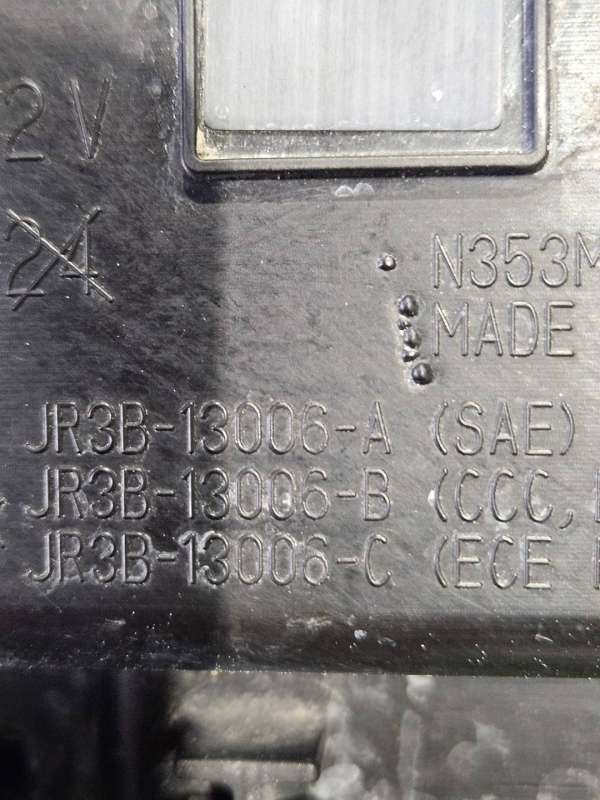 2V
24
N353M
MADE
JR3B-13006-A (SAE)
JR3B-13006-B (CCC,
JR3B-13006-C (ECE